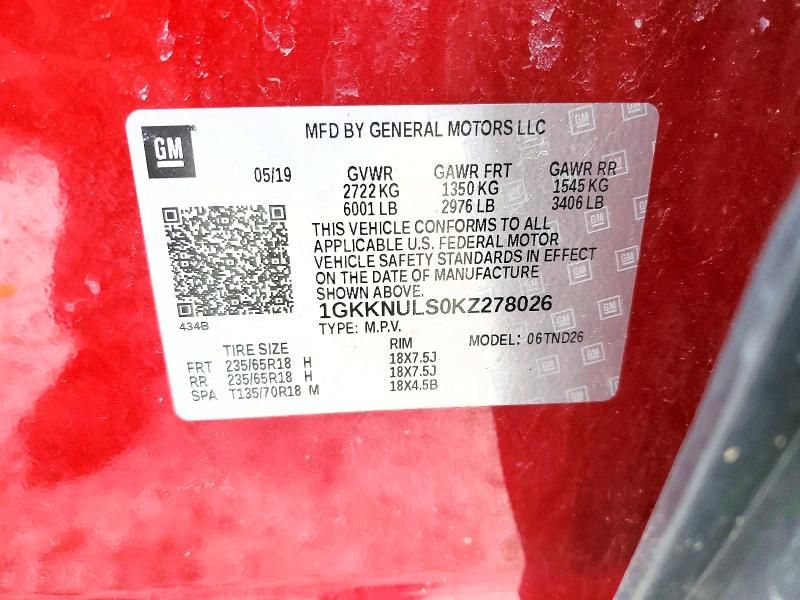 GM
MFD BY GENERAL MOTORS LLC
05/19 GVWR GAWR FRT GAWR RR
2722 KG 1350 KG 1545 KG
6001 LB 2976 LB 3406 LB
THIS VEHICLE CONFORMS TO ALL
APPLICABLE U.S. FEDERAL MOTOR
VEHICLE SAFETY STANDARDS IN EFFECT
ON THE DATE OF MANUFACTURE
SHOWN ABOVE.
1GKKNULS0KZ278026
434B
TYPE: M.P.V. MODEL: 06TND26
TIRE SIZE RIM
FRT 235/65R18 H 18X7.5J
RR 235/65R18 H 18X7.5J
SPA T135/70R18 M 18X4.5B